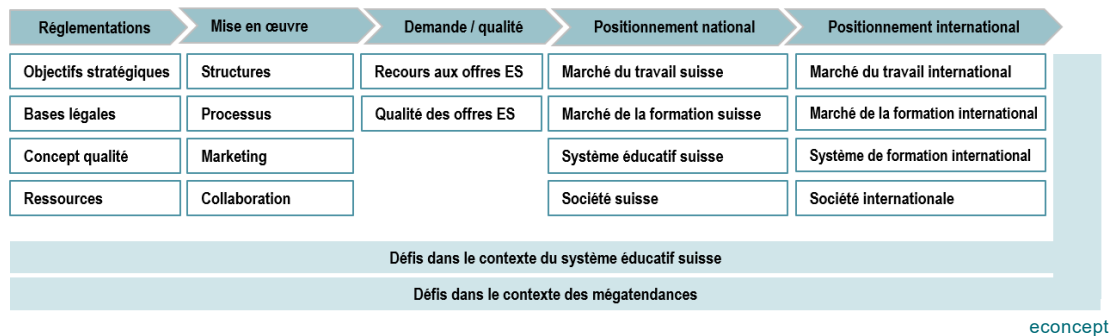 Réglementations
Mise en œuvre
Demande / qualité
Positionnement national
Positionnement international
Objectifs stratégiques
Structures
Recours aux offres ES
Marché du travail suisse
Marché du travail international
Bases légales
Processus
Qualité des offres ES
Marché de la formation suisse
Marché de la formation international
Concept qualité
Marketing
Système éducatif suisse
Système de formation international
Ressources
Collaboration
Société suisse
Société internationale
Défis dans le contexte du système éducatif suisse
Défis dans le contexte des mégatendances
econcept